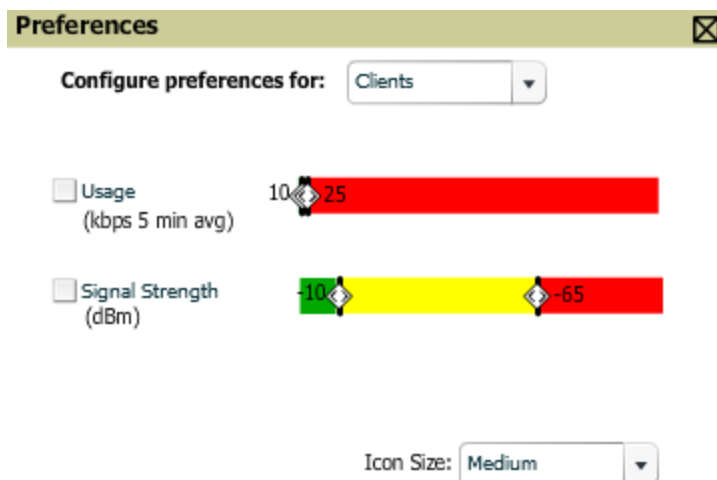 Preferences
Configure preferences for: Clients
Usage 10 25
(kbps 5 min avg)
Signal Strength -10 -65
(dBm)
Icon Size: Medium